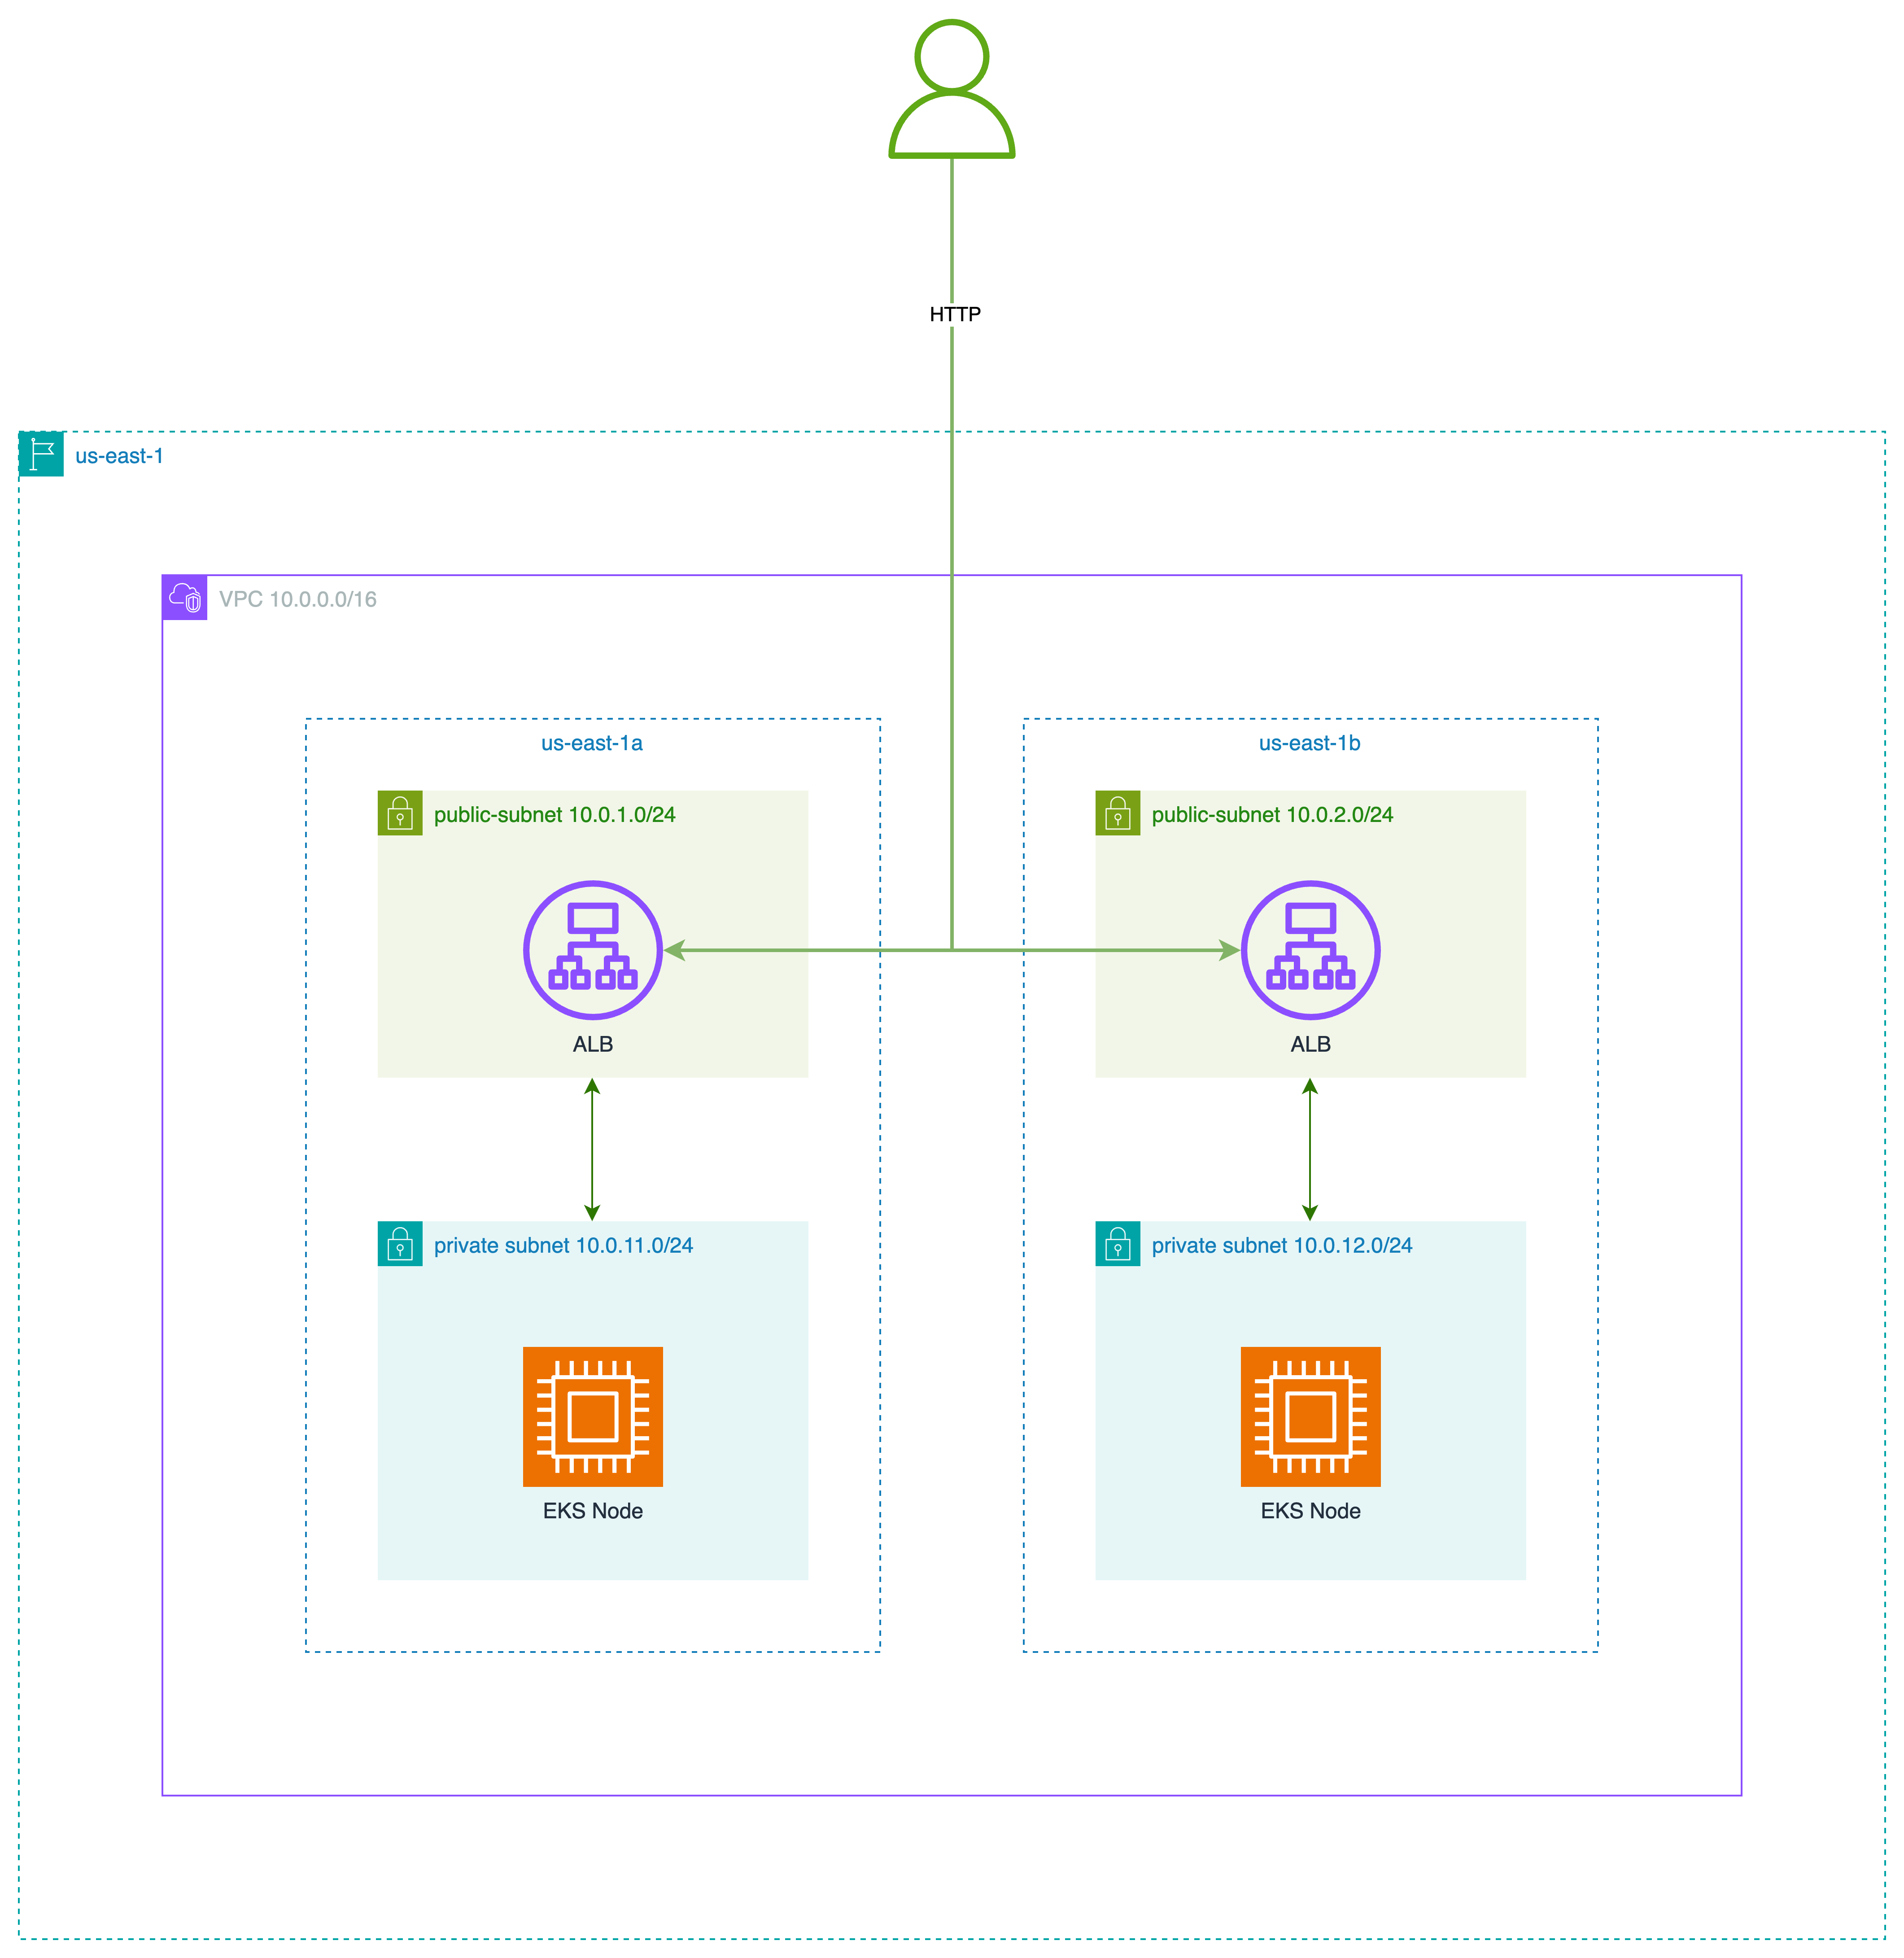 HTTP
us-east-1
VPC 10.0.0.0/16
us-east-1a
us-east-1b
public-subnet 10.0.1.0/24
public-subnet 10.0.2.0/24
ALB
ALB
private subnet 10.0.11.0/24
private subnet 10.0.12.0/24
EKS Node
EKS Node